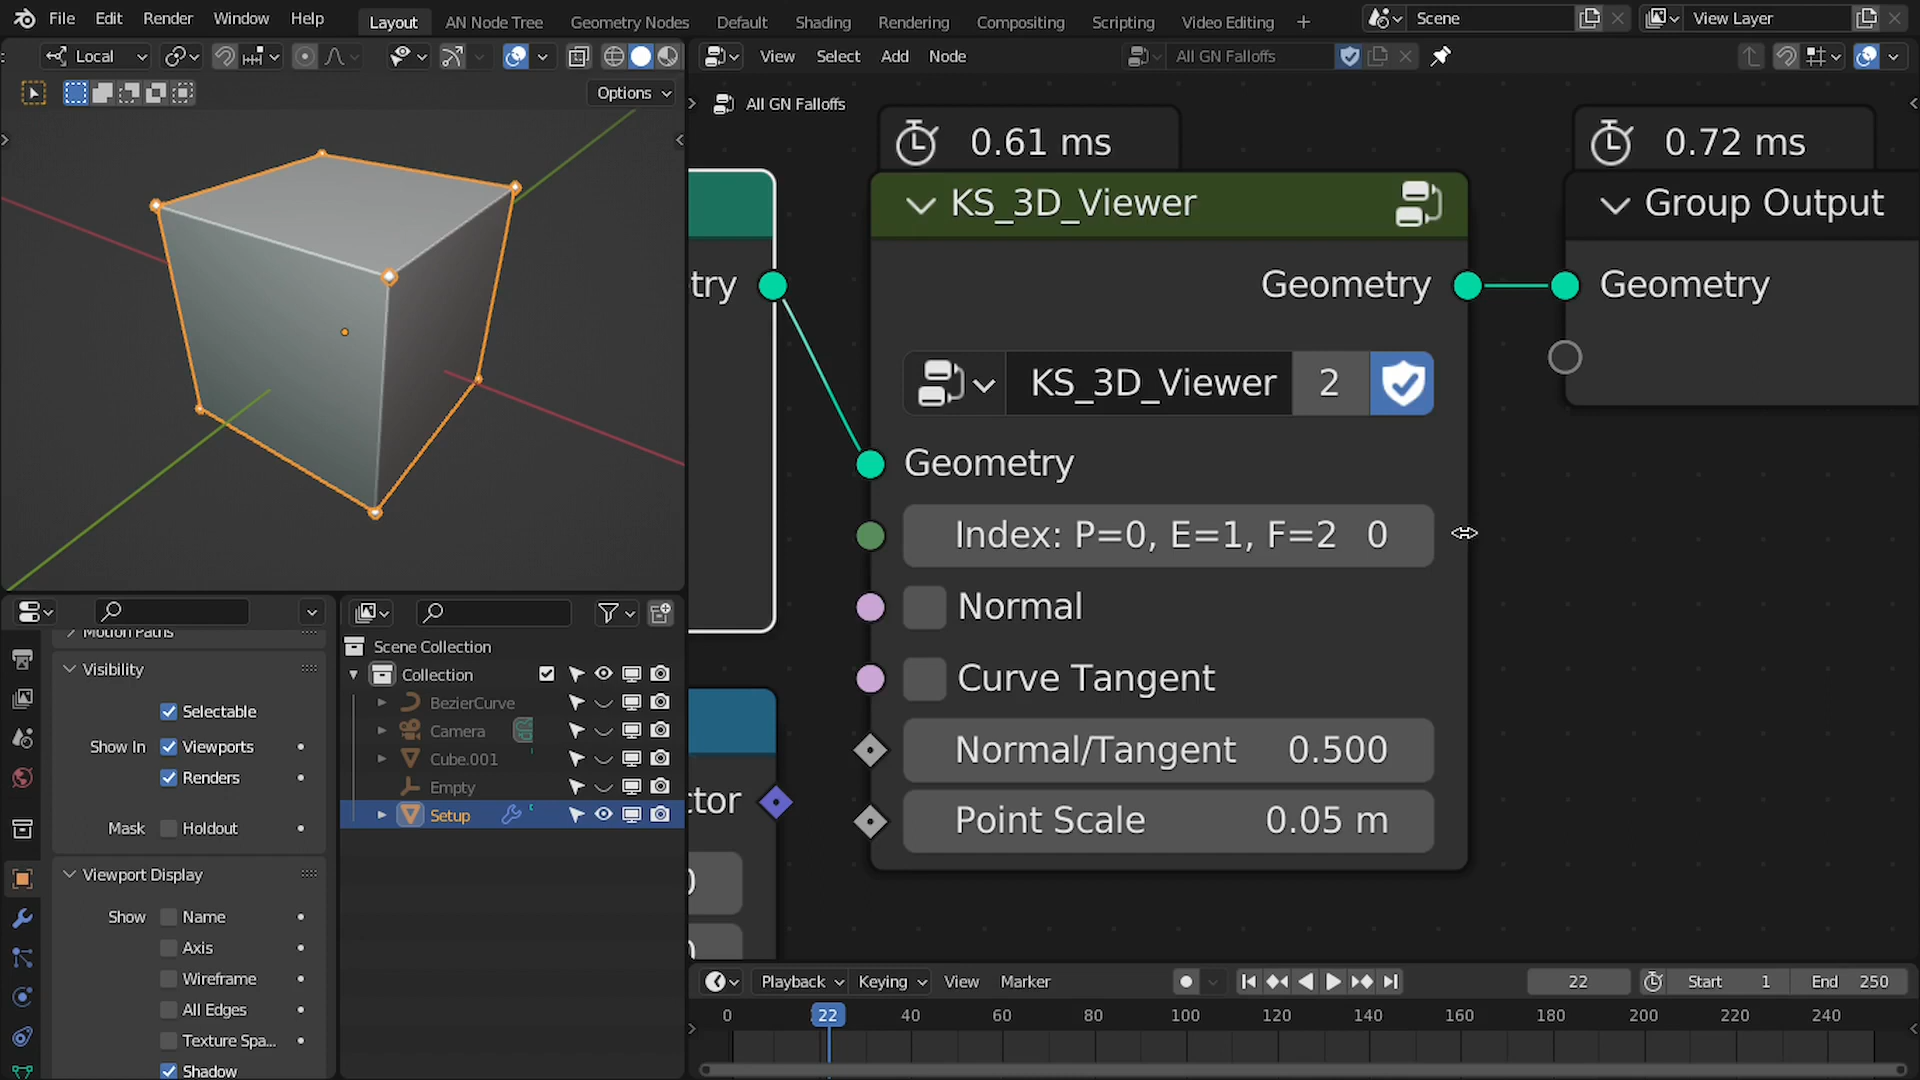 File Edit Render Window Help Layout AN Node Tree Geometry Nodes Default Shading Rendering Compositing Scripting Video Editing + Scene View Layer
Local View Select Add Node All GN Falloffs
Options
All GN Falloffs
0.61 ms
0.72 ms
KS_3D_Viewer
Group Output
try
Geometry
Geometry
KS_3D_Viewer 2
Geometry
Index: P=0, E=1, F=2 0
Normal
Curve Tangent
Normal/Tangent 0.500
ctor
Point Scale 0.05 m
Motion Paths
Visibility
Selectable
Show In Viewports
Renders
Mask Holdout
Viewport Display
Show Name
Axis
Wireframe
All Edges
Texture Spa...
Shadow
Scene Collection
Collection
BezierCurve
Camera
Cube.001
Empty
Setup
Playback Keying View Marker 22 Start 1 End 250
0 22 40 60 80 100 120 140 160 180 200 220 240